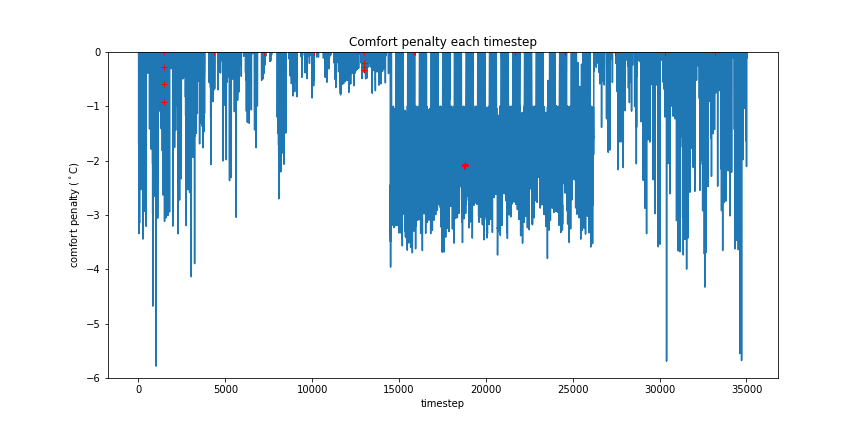 Comfort penalty each timestep
0
−1
−2
−3
−4
−5
−6
comfort penalty (°C)
0 5000 10000 15000 20000 25000 30000 35000
timestep